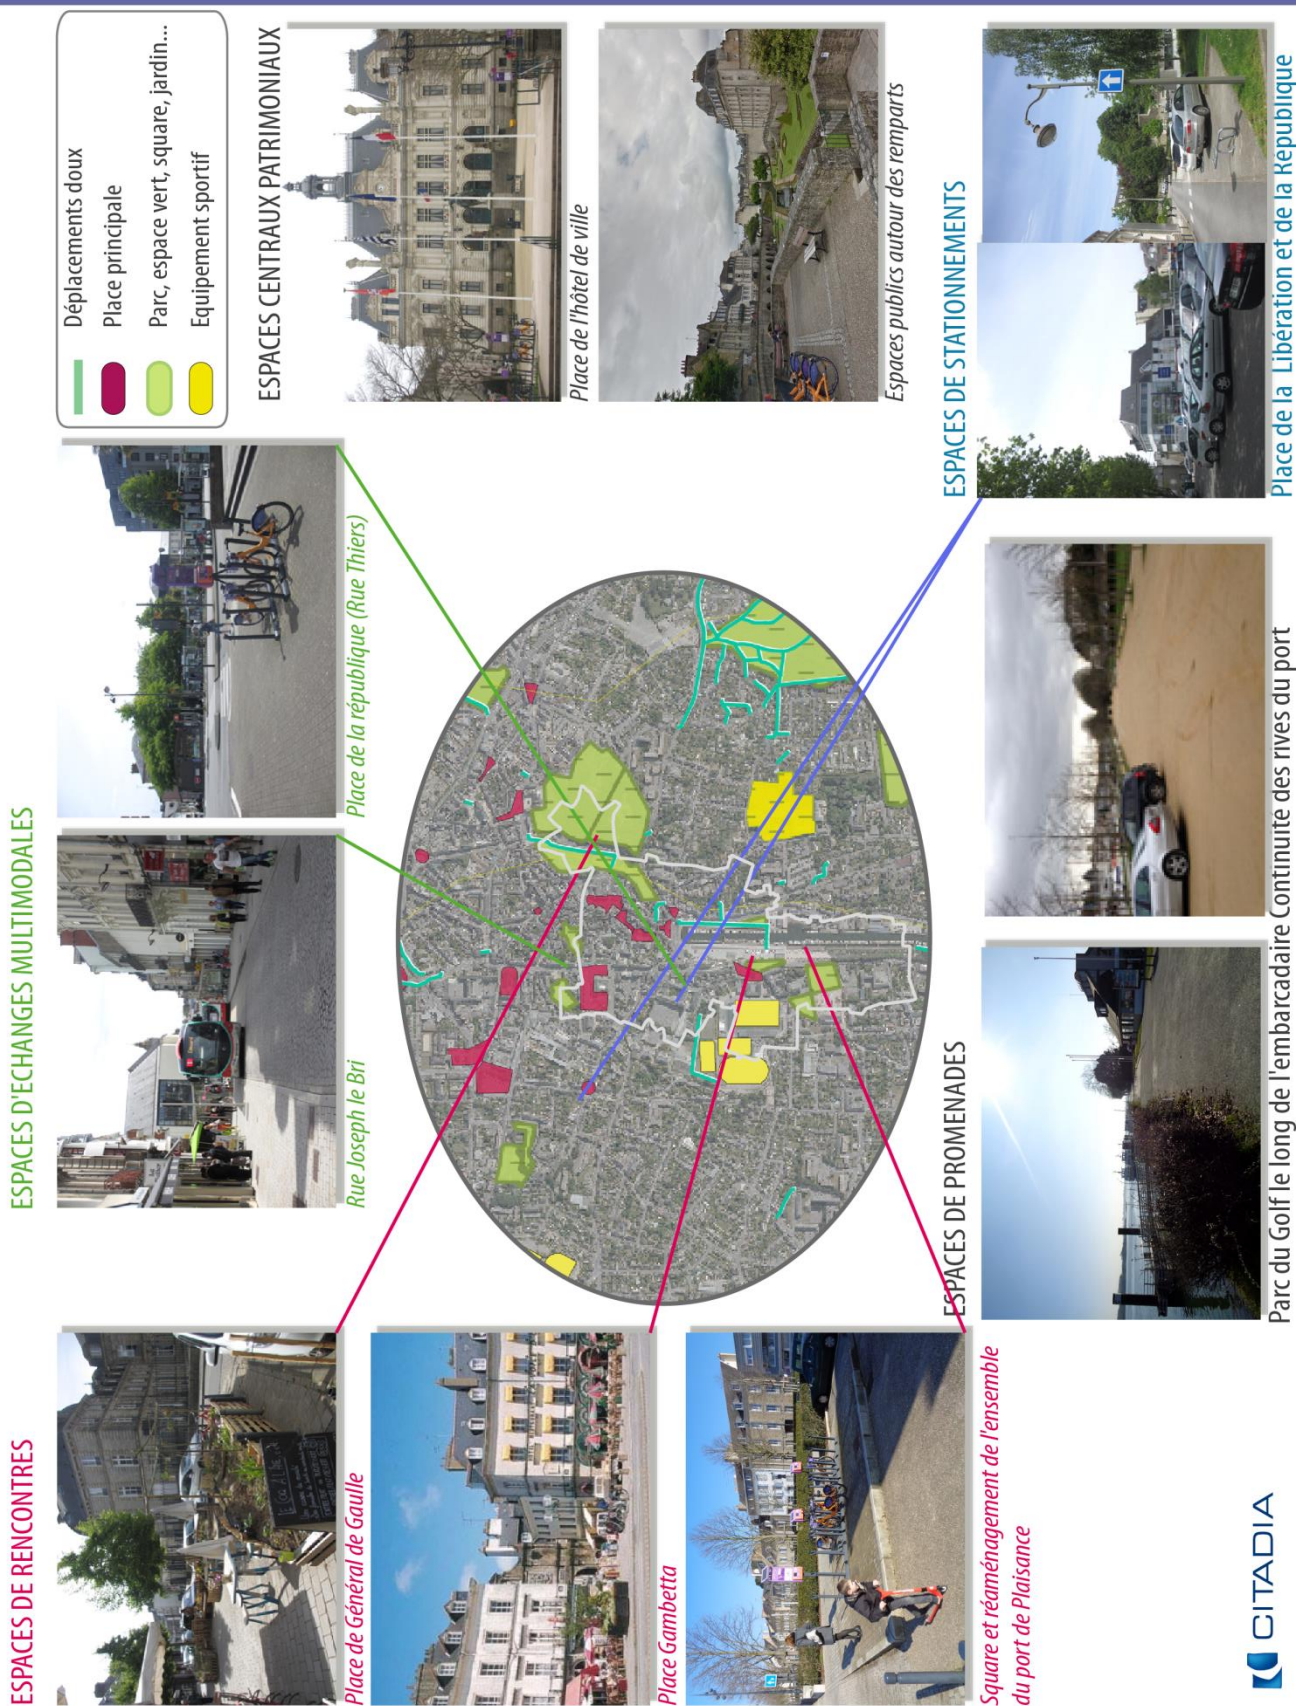 ESPACES DE RENCONTRES
Place de Général de Gaulle
Place Gambetta
Square et réaménagement de l'ensemble
du port de Plaisance
ESPACES D'ECHANGES MULTIMODALES
Rue Joseph le Bri
Place de la république (Rue Thiers)
Déplacements doux
Place principale
Parc, espace vert, square, jardin...
Equipement sportif
ESPACES CENTRAUX PATRIMONIAUX
Place de l'hôtel de ville
Espaces publics autour des remparts
ESPACES DE PROMENADES
Parc du Golf le long de l'embarcadaire
Continuité des rives du port
ESPACES DE STATIONNEMENTS
Place de la Libération et de la République
CITADIA